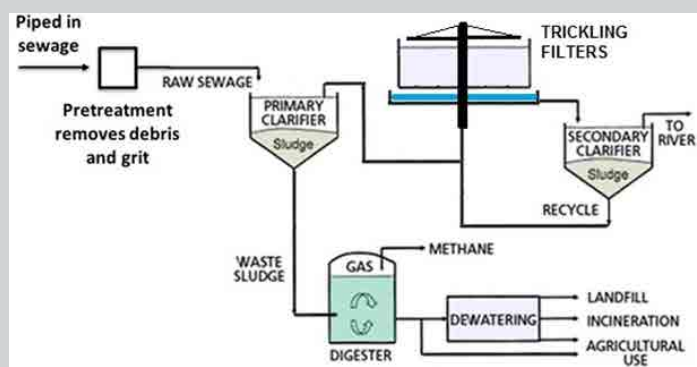 Piped in
sewage
RAW SEWAGE
Pretreatment
removes debris
and grit
PRIMARY
CLARIFIER
Sludge
TRICKLING
FILTERS
SECONDARY
CLARIFIER
Sludge
TO
RIVER
RECYCLE
WASTE
SLUDGE
METHANE
GAS
DIGESTER
DEWATERING
LANDFILL
INCINERATION
AGRICULTURAL
USE